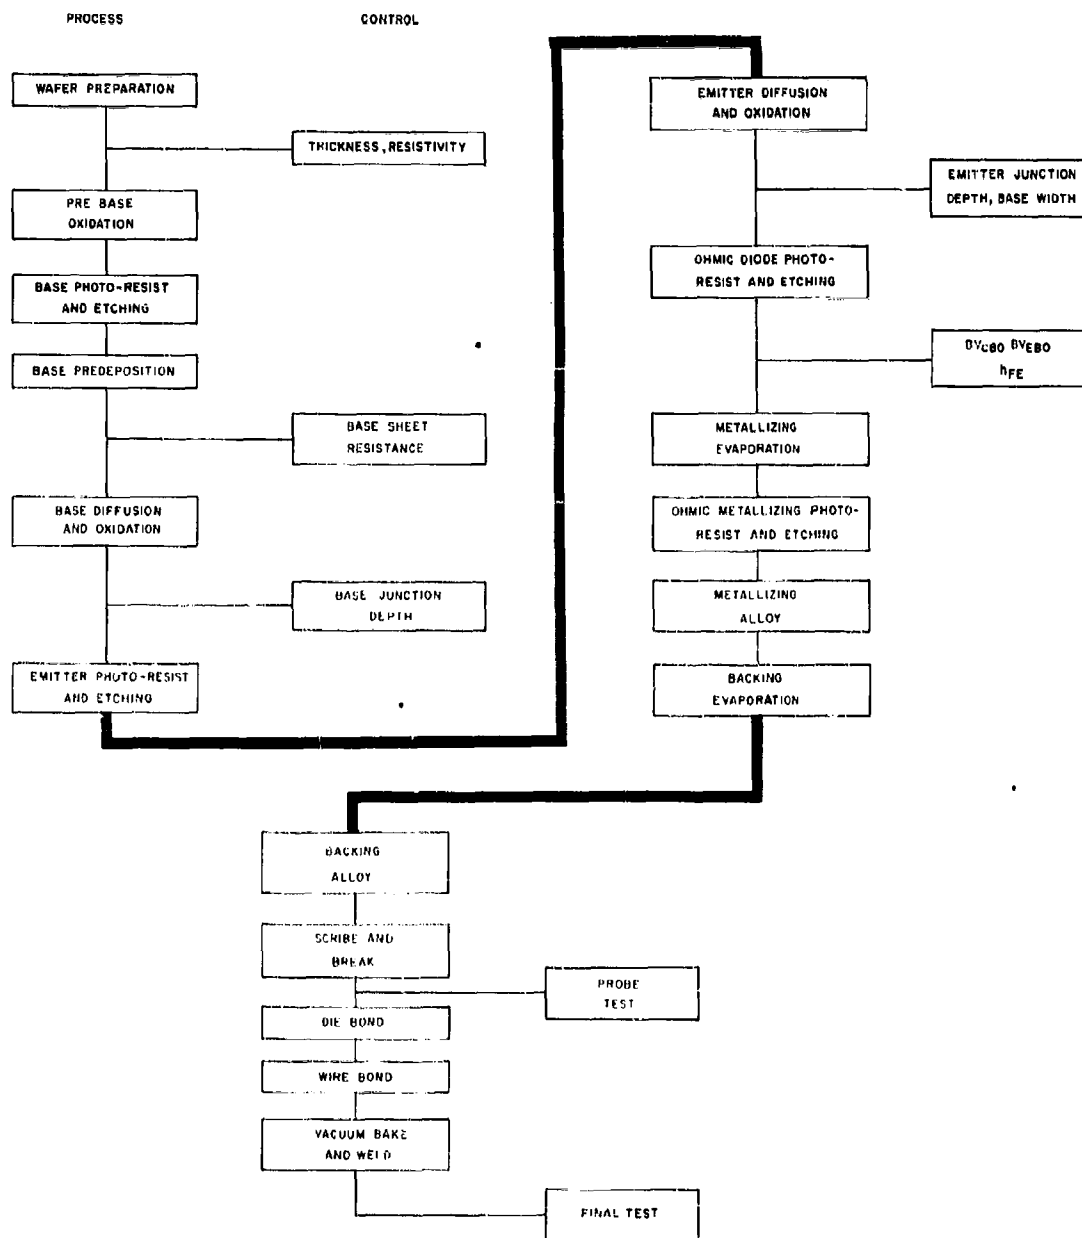 PROCESS
CONTROL
WAFER PREPARATION
THICKNESS, RESISTIVITY
PRE BASE
OXIDATION
BASE PHOTO-RESIST
AND ETCHING
BASE PREDEPOSITION
BASE SHEET
RESISTANCE
BASE DIFFUSION
AND OXIDATION
BASE JUNCTION
DEPTH
EMITTER PHOTO-RESIST
AND ETCHING
EMITTER DIFFUSION
AND OXIDATION
EMITTER JUNCTION
DEPTH, BASE WIDTH
OHMIC DIODE PHOTO-
RESIST AND ETCHING
BVCBO BVEBO
hFE
METALLIZING
EVAPORATION
OHMIC METALLIZING PHOTO-
RESIST AND ETCHING
METALLIZING
ALLOY
BACKING
EVAPORATION
BACKING
ALLOY
SCRIBE AND
BREAK
PROBE
TEST
DIE BOND
WIRE BOND
VACUUM BAKE
AND WELD
FINAL TEST